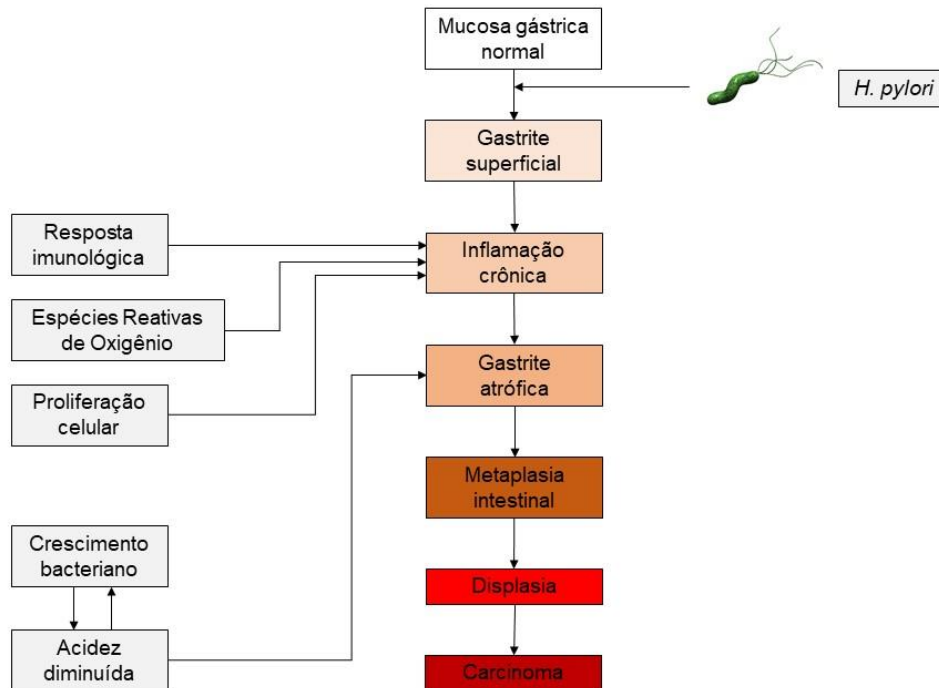 Mucosa gástrica
normal
H. pylori
Gastrite
superficial
Resposta
imunológica
Inflamação
crônica
Espécies Reativas
de Oxigênio
Gastrite
atrófica
Proliferação
celular
Metaplasia
intestinal
Crescimento
bacteriano
Displasia
Acidez
diminuída
Carcinoma